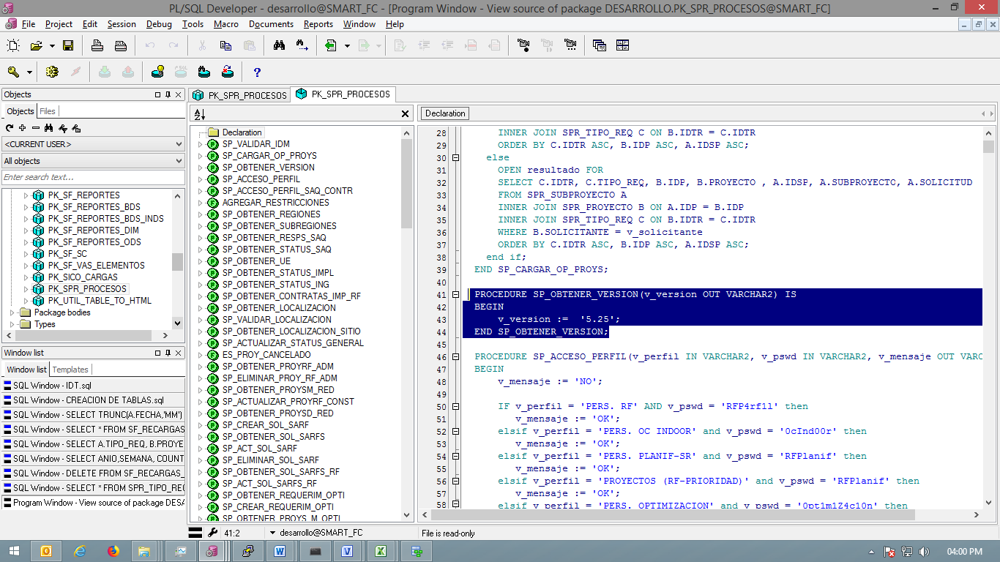 PL/SQL Developer - desarrollo@SMART_FC - [Program Window - View source of package DESARROLLO.PK_SPR_PROCESOS@SMART_FC]
File Project Edit Session Debug Tools Macro Documents Reports Window Help
Objects
Objects Files
<CURRENT USER>
All objects
Enter search text...
PK_SF_REPORTES
PK_SF_REPORTES_BDS
PK_SF_REPORTES_BDS_INDS
PK_SF_REPORTES_DIM
PK_SF_REPORTES_ODS
PK_SF_SC
PK_SF_VAS_ELEMENTOS
PK_SICO_CARGAS
PK_SPR_PROCESOS
PK_UTIL_TABLE_TO_HTML
Package bodies
Types
Window list
Window list Templates
SQL Window - IDT.sql
SQL Window - CREACION DE TABLAS.sql
SQL Window - SELECT TRUNC(A.FECHA,'MM')
SQL Window - SELECT * FROM SF_RECARGAS
SQL Window - SELECT A.TIPO_REQ, B.PROYE
SQL Window - SELECT ANIO,SEMANA, COUNT
SQL Window - DELETE FROM SF_RECARGAS_
SQL Window - SELECT * FROM SPR_TIPO_REQ
Program Window - View source of package DESA
PK_SPR_PROCESOS PK_SPR_PROCESOS
Declaration
SP_VALIDAR_IDM
SP_CARGAR_OP_PROYS
SP_OBTENER_VERSION
SP_ACCESO_PERFIL
SP_ACCESO_PERFIL_SAQ_CONTR
AGREGAR_RESTRICCIONES
SP_OBTENER_REGIONES
SP_OBTENER_SUBREGIONES
SP_OBTENER_RESPS_SAQ
SP_OBTENER_STATUS_SAQ
SP_OBTENER_UE
SP_OBTENER_STATUS_IMPL
SP_OBTENER_STATUS_ING
SP_OBTENER_CONTRATAS_IMP_RF
SP_OBTENER_LOCALIZACION
SP_VALIDAR_LOCALIZACION
SP_OBTENER_LOCALIZACION_SITIO
SP_ACTUALIZAR_STATUS_GENERAL
ES_PROY_CANCELADO
SP_OBTENER_PROYRF_ADM
SP_ELIMINAR_PROY_RF_ADM
SP_OBTENER_PROYSM_RED
SP_ACTUALIZAR_PROYRF_CONST
SP_OBTENER_PROYSD_RED
SP_CREAR_SOL_SARF
SP_OBTENER_SOL_SARFS
SP_ACT_SOL_SARF
SP_ELIMINAR_SOL_SARF
SP_OBTENER_SOL_SARFS_RF
SP_ACT_SOL_SARFS_RF
SP_OBTENER_REQUERIM_OPTI
SP_CREAR_REQUERIM_OPTI
SP_OBTENER_PROYS_M_OPTI
Declaration
28 INNER JOIN SPR_TIPO_REQ C ON B.IDTR = C.IDTR
29 ORDER BY C.IDTR ASC, B.IDP ASC, A.IDSP ASC;
30 else
31 OPEN resultado FOR
32 SELECT C.IDTR, C.TIPO_REQ, B.IDP, B.PROYECTO , A.IDSP, A.SUBPROYECTO, A.SOLICITUD
33 FROM SPR_SUBPROYECTO A
34 INNER JOIN SPR_PROYECTO B ON A.IDP = B.IDP
35 INNER JOIN SPR_TIPO_REQ C ON B.IDTR = C.IDTR
36 WHERE B.SOLICITANTE = v_solicitante
37 ORDER BY C.IDTR ASC, B.IDP ASC, A.IDSP ASC;
38 end if;
39 END SP_CARGAR_OP_PROYS;
40
41 PROCEDURE SP_OBTENER_VERSION(v_version OUT VARCHAR2) IS
42 BEGIN
43 v_version := '5.25';
44 END SP_OBTENER_VERSION;
45
46 PROCEDURE SP_ACCESO_PERFIL(v_perfil IN VARCHAR2, v_pswd IN VARCHAR2, v_mensaje OUT VARC
47 BEGIN
48 v_mensaje := 'NO';
49
50 IF v_perfil = 'PERS. RF' AND v_pswd = 'RFP4rf1l' then
51 v_mensaje := 'OK';
52 elsif v_perfil = 'PERS. OC INDOOR' and v_pswd = '0cInd00r' then
53 v_mensaje := 'OK';
54 elsif v_perfil = 'PERS. PLANIF-SR' and v_pswd = 'RFPlanif' then
55 v_mensaje := 'OK';
56 elsif v_perfil = 'PROYECTOS (RF-PRIORIDAD)' and v_pswd = 'RFPlanif' then
57 v_mensaje := 'OK';
58 elsif v_perfil = 'PERS. OPTIMIZACION' and v_pswd = '0pt1m1Z4c10n' then
41:2 desarrollo@SMART_FC File is read-only
04:00 PM